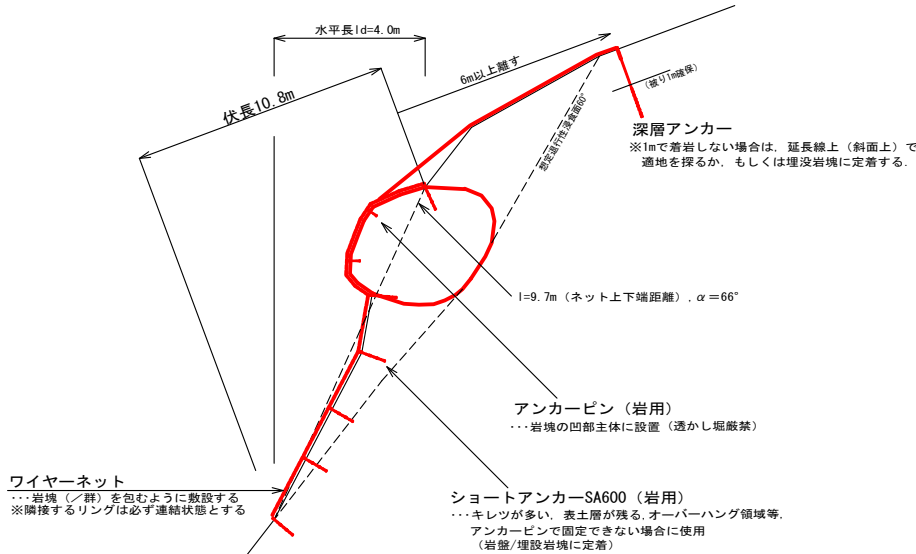 水平長ld=4.0m
6m以上離す
伏長10.8m
(被り1m確保)
想定退行性浸食面60°
深層アンカー
※1mで着岩しない場合は，延長線上（斜面上）で
適地を探るか，もしくは埋没岩塊に定着する．
l=9.7m（ネット上下端距離）．α＝66°
アンカーピン（岩用）
･･･岩塊の凹部主体に設置（透かし堀厳禁）
ワイヤーネット
･･･岩塊（／群）を包むように敷設する
※隣接するリングは必ず連結状態とする
ショートアンカーSA600（岩用）
･･･キレツが多い，表土層が残る,オーバーハング領域等，
アンカーピンで固定できない場合に使用
（岩盤/埋設岩塊に定着）